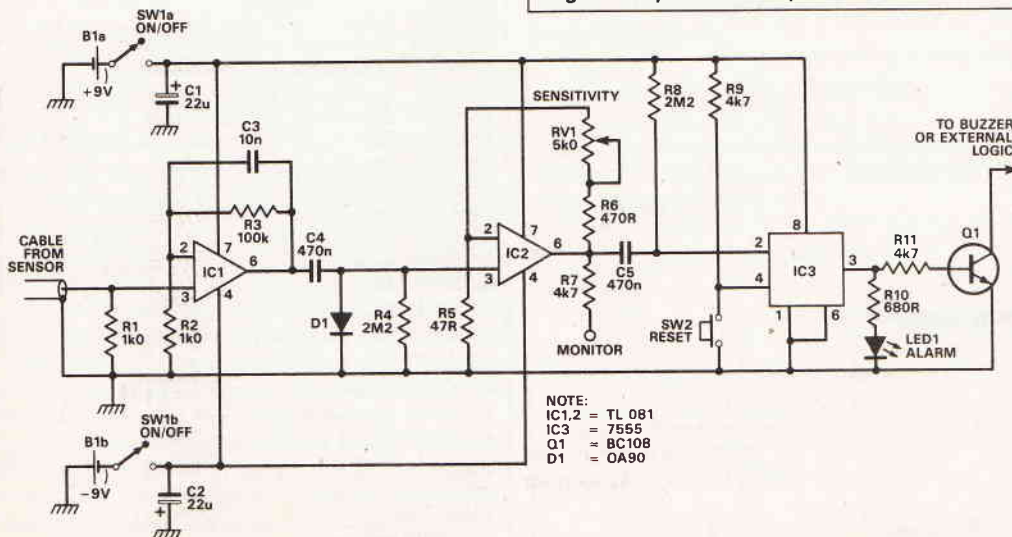 SW1a
ON/OFF
B1a
+9V
+
C1
22u
C3
10n
R3
100k
SENSITIVITY
RV1
5k0
R8
2M2
R9
4k7
TO BUZZER
OR EXTERNAL
LOGIC
CABLE
FROM
SENSOR
2
7
IC1
6
3
4
C4
470n
2
7
IC2
6
3
4
R6
470R
R7
4k7
C5
470n
MONITOR
2
8
4
IC3
3
1
6
R11
4k7
Q1
R1
1k0
R2
1k0
D1
R4
2M2
R5
47R
SW2
RESET
R10
680R
LED1
ALARM
SW1b
ON/OFF
B1b
-9V
C2
22u
+
NOTE:
IC1,2 = TL 081
IC3 = 7555
Q1 = BC108
D1 = OA90